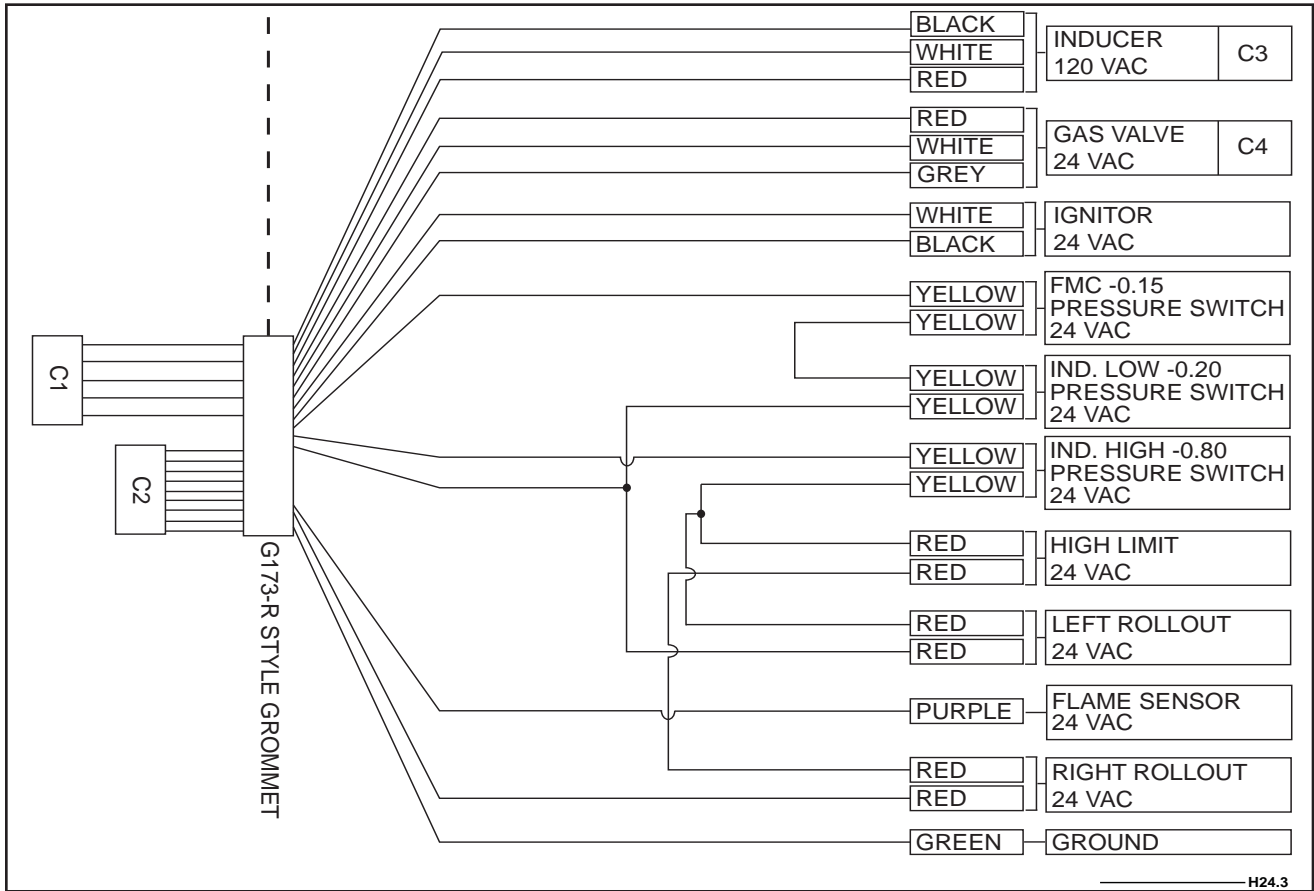 BLACK
WHITE
RED
INDUCER
120 VAC
C3
RED
WHITE
GREY
GAS VALVE
24 VAC
C4
WHITE
BLACK
IGNITOR
24 VAC
YELLOW
YELLOW
FMC -0.15
PRESSURE SWITCH
24 VAC
YELLOW
YELLOW
IND. LOW -0.20
PRESSURE SWITCH
24 VAC
YELLOW
YELLOW
IND. HIGH -0.80
PRESSURE SWITCH
24 VAC
RED
RED
HIGH LIMIT
24 VAC
RED
RED
LEFT ROLLOUT
24 VAC
PURPLE
FLAME SENSOR
24 VAC
RED
RED
RIGHT ROLLOUT
24 VAC
GREEN
GROUND
C1
C2
G173-R STYLE GROMMET
H24.3